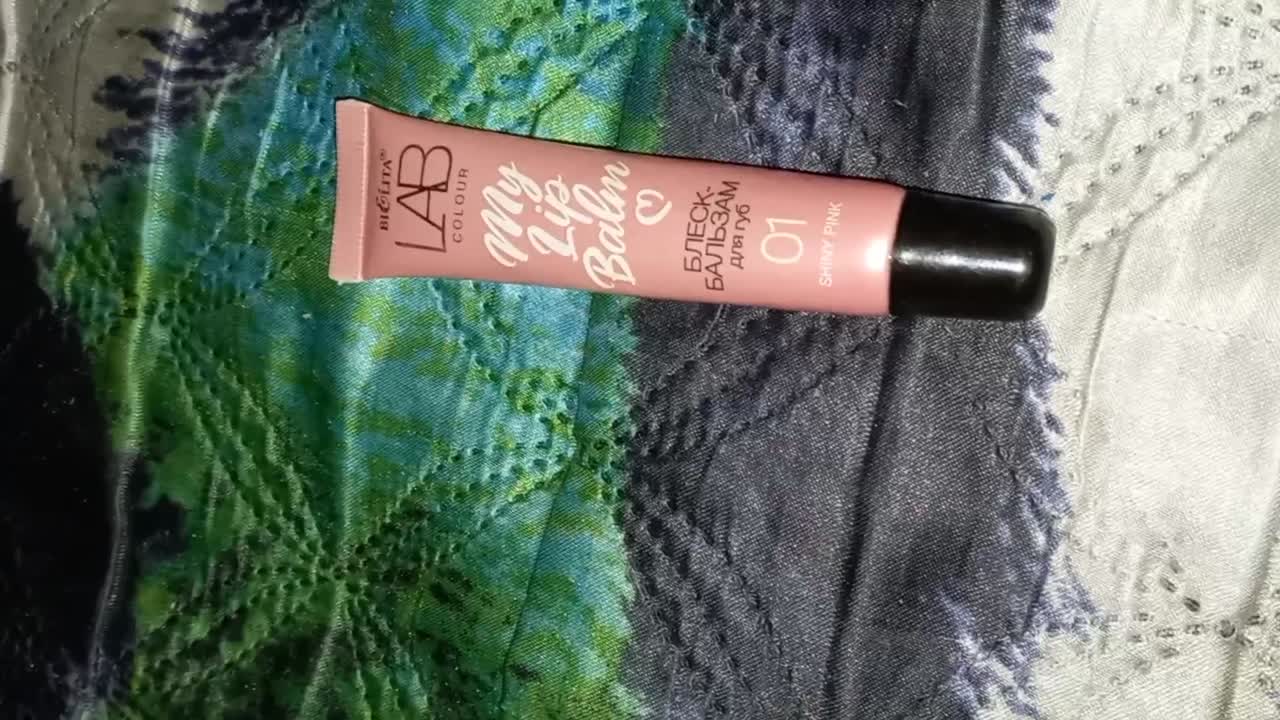 BIELITA®
LAB
COLOUR
My
Lip
Balm
БЛЕСК-
БАЛЬЗАМ
для губ
01
SHINY PINK